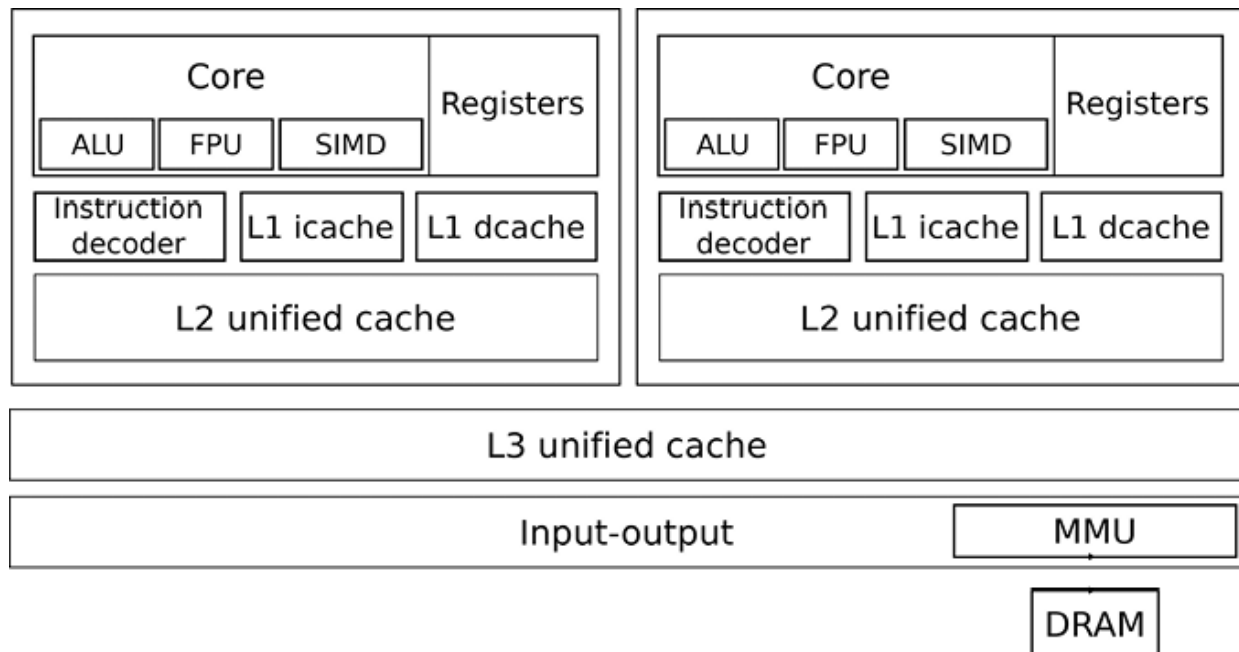 Core
Registers
ALU FPU SIMD
Instruction
decoder
L1 icache
L1 dcache
L2 unified cache
Core
Registers
ALU FPU SIMD
Instruction
decoder
L1 icache
L1 dcache
L2 unified cache
L3 unified cache
Input-output
MMU
DRAM